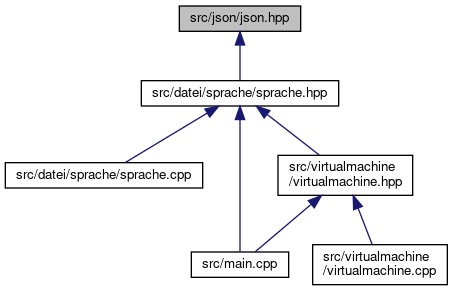 src/json/json.hpp
src/datei/sprache/sprache.hpp
src/datei/sprache/sprache.cpp
src/virtualmachine
/virtualmachine.hpp
src/main.cpp
src/virtualmachine
/virtualmachine.cpp